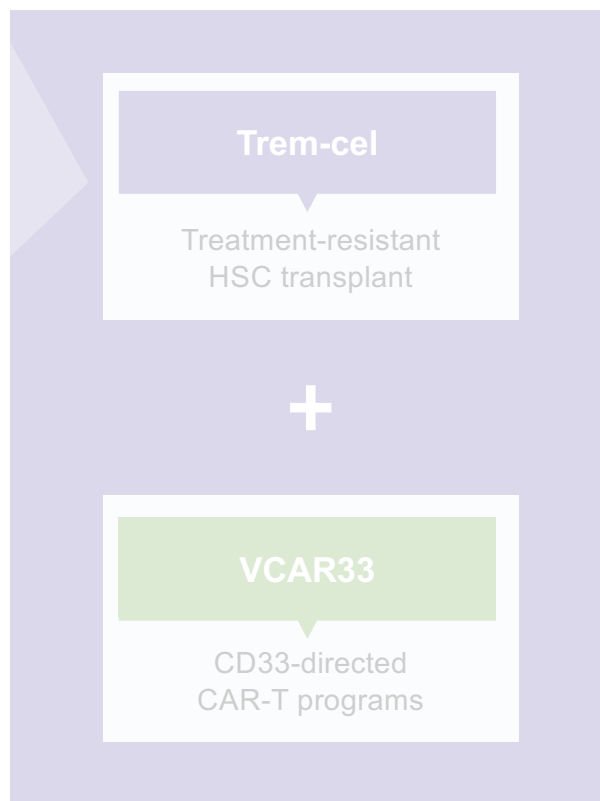 Trem-cel
Treatment-resistant
HSC transplant
+
VCAR33
CD33-directed
CAR-T programs